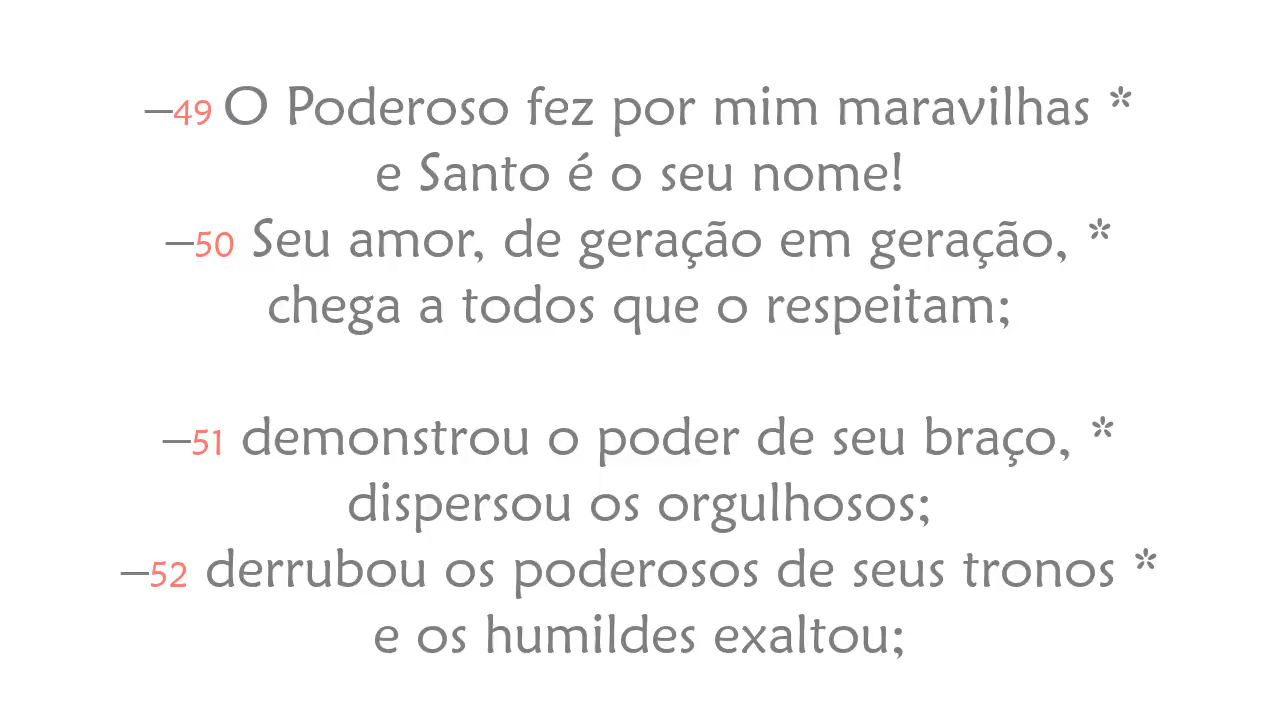 –49 O Poderoso fez por mim maravilhas *
e Santo é o seu nome!
–50 Seu amor, de geração em geração, *
chega a todos que o respeitam;
–51 demonstrou o poder de seu braço, *
dispersou os orgulhosos;
–52 derrubou os poderosos de seus tronos *
e os humildes exaltou;